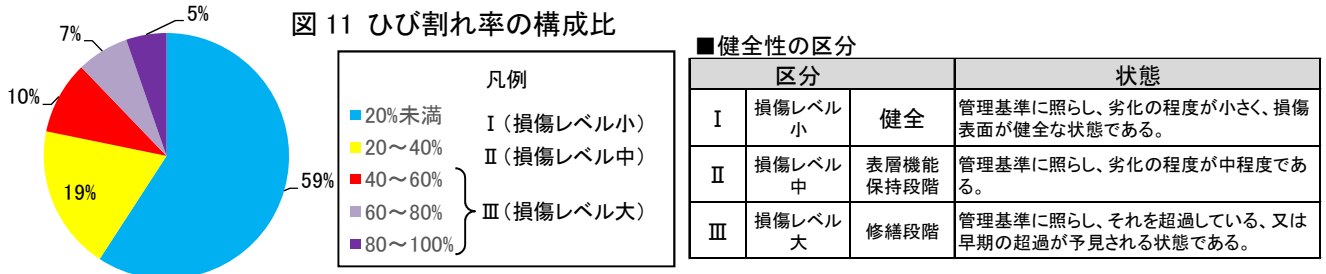 図 11 ひび割れ率の構成比
5%
7%
10%
19%
59%
凡例
20%未満 Ⅰ(損傷レベル小)
20～40% Ⅱ(損傷レベル中)
40～60%
60～80% Ⅲ(損傷レベル大)
80～100%
■健全性の区分
区分 状態
Ⅰ 損傷レベル小 健全 管理基準に照らし、劣化の程度が小さく、損傷
表面が健全な状態である。
Ⅱ 損傷レベル中 表層機能保持段階 管理基準に照らし、劣化の程度が中程度であ
る。
Ⅲ 損傷レベル大 修繕段階 管理基準に照らし、それを超過している、又は
早期の超過が予見される状態である。